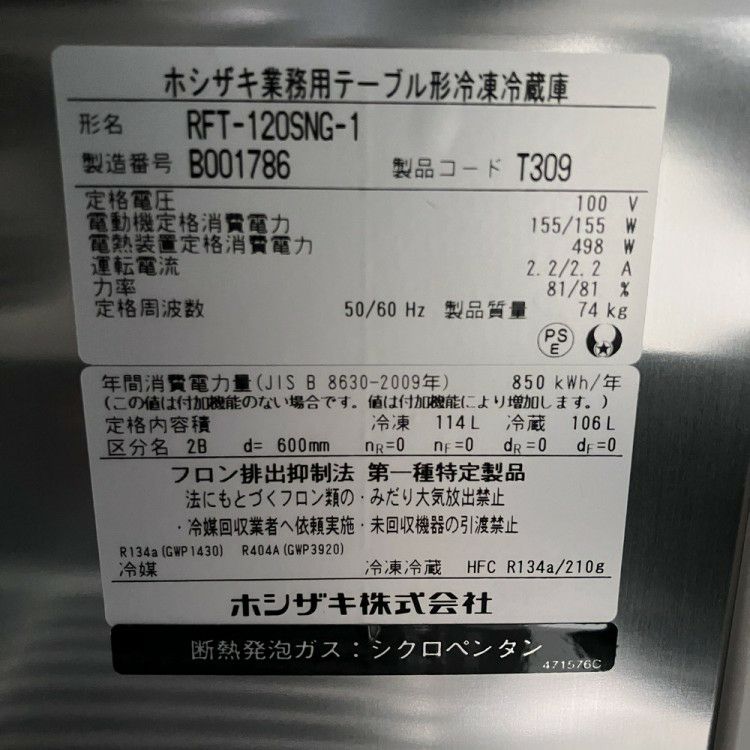 ホシザキ業務用テーブル形冷凍冷蔵庫
形名 RFT-120SNG-1
製造番号 B001786 製品コード T309
定格電圧 100 V
電動機定格消費電力 155/155 W
電熱装置定格消費電力 498 W
運転電流 2.2/2.2 A
力率 81/81 %
定格周波数 50/60 Hz 製品質量 74 kg
PS
E
年間消費電力量(JIS B 8630-2009年) 850 kWh/年
(この値は付加機能のない場合です。値は付加機能により増加します。)
定格内容積 冷凍 114L 冷蔵 106L
区分名 2B d= 600mm nR=0 nF=0 dR=0 dF=0
フロン排出抑制法 第一種特定製品
法にもとづくフロン類の・みだり大気放出禁止
・冷媒回収業者へ依頼実施・未回収機器の引渡禁止
R134a(GWP1430) R404A(GWP3920)
冷媒 冷凍冷蔵 HFC R134a/210g
ホシザキ株式会社
断熱発泡ガス：シクロペンタン
471576C